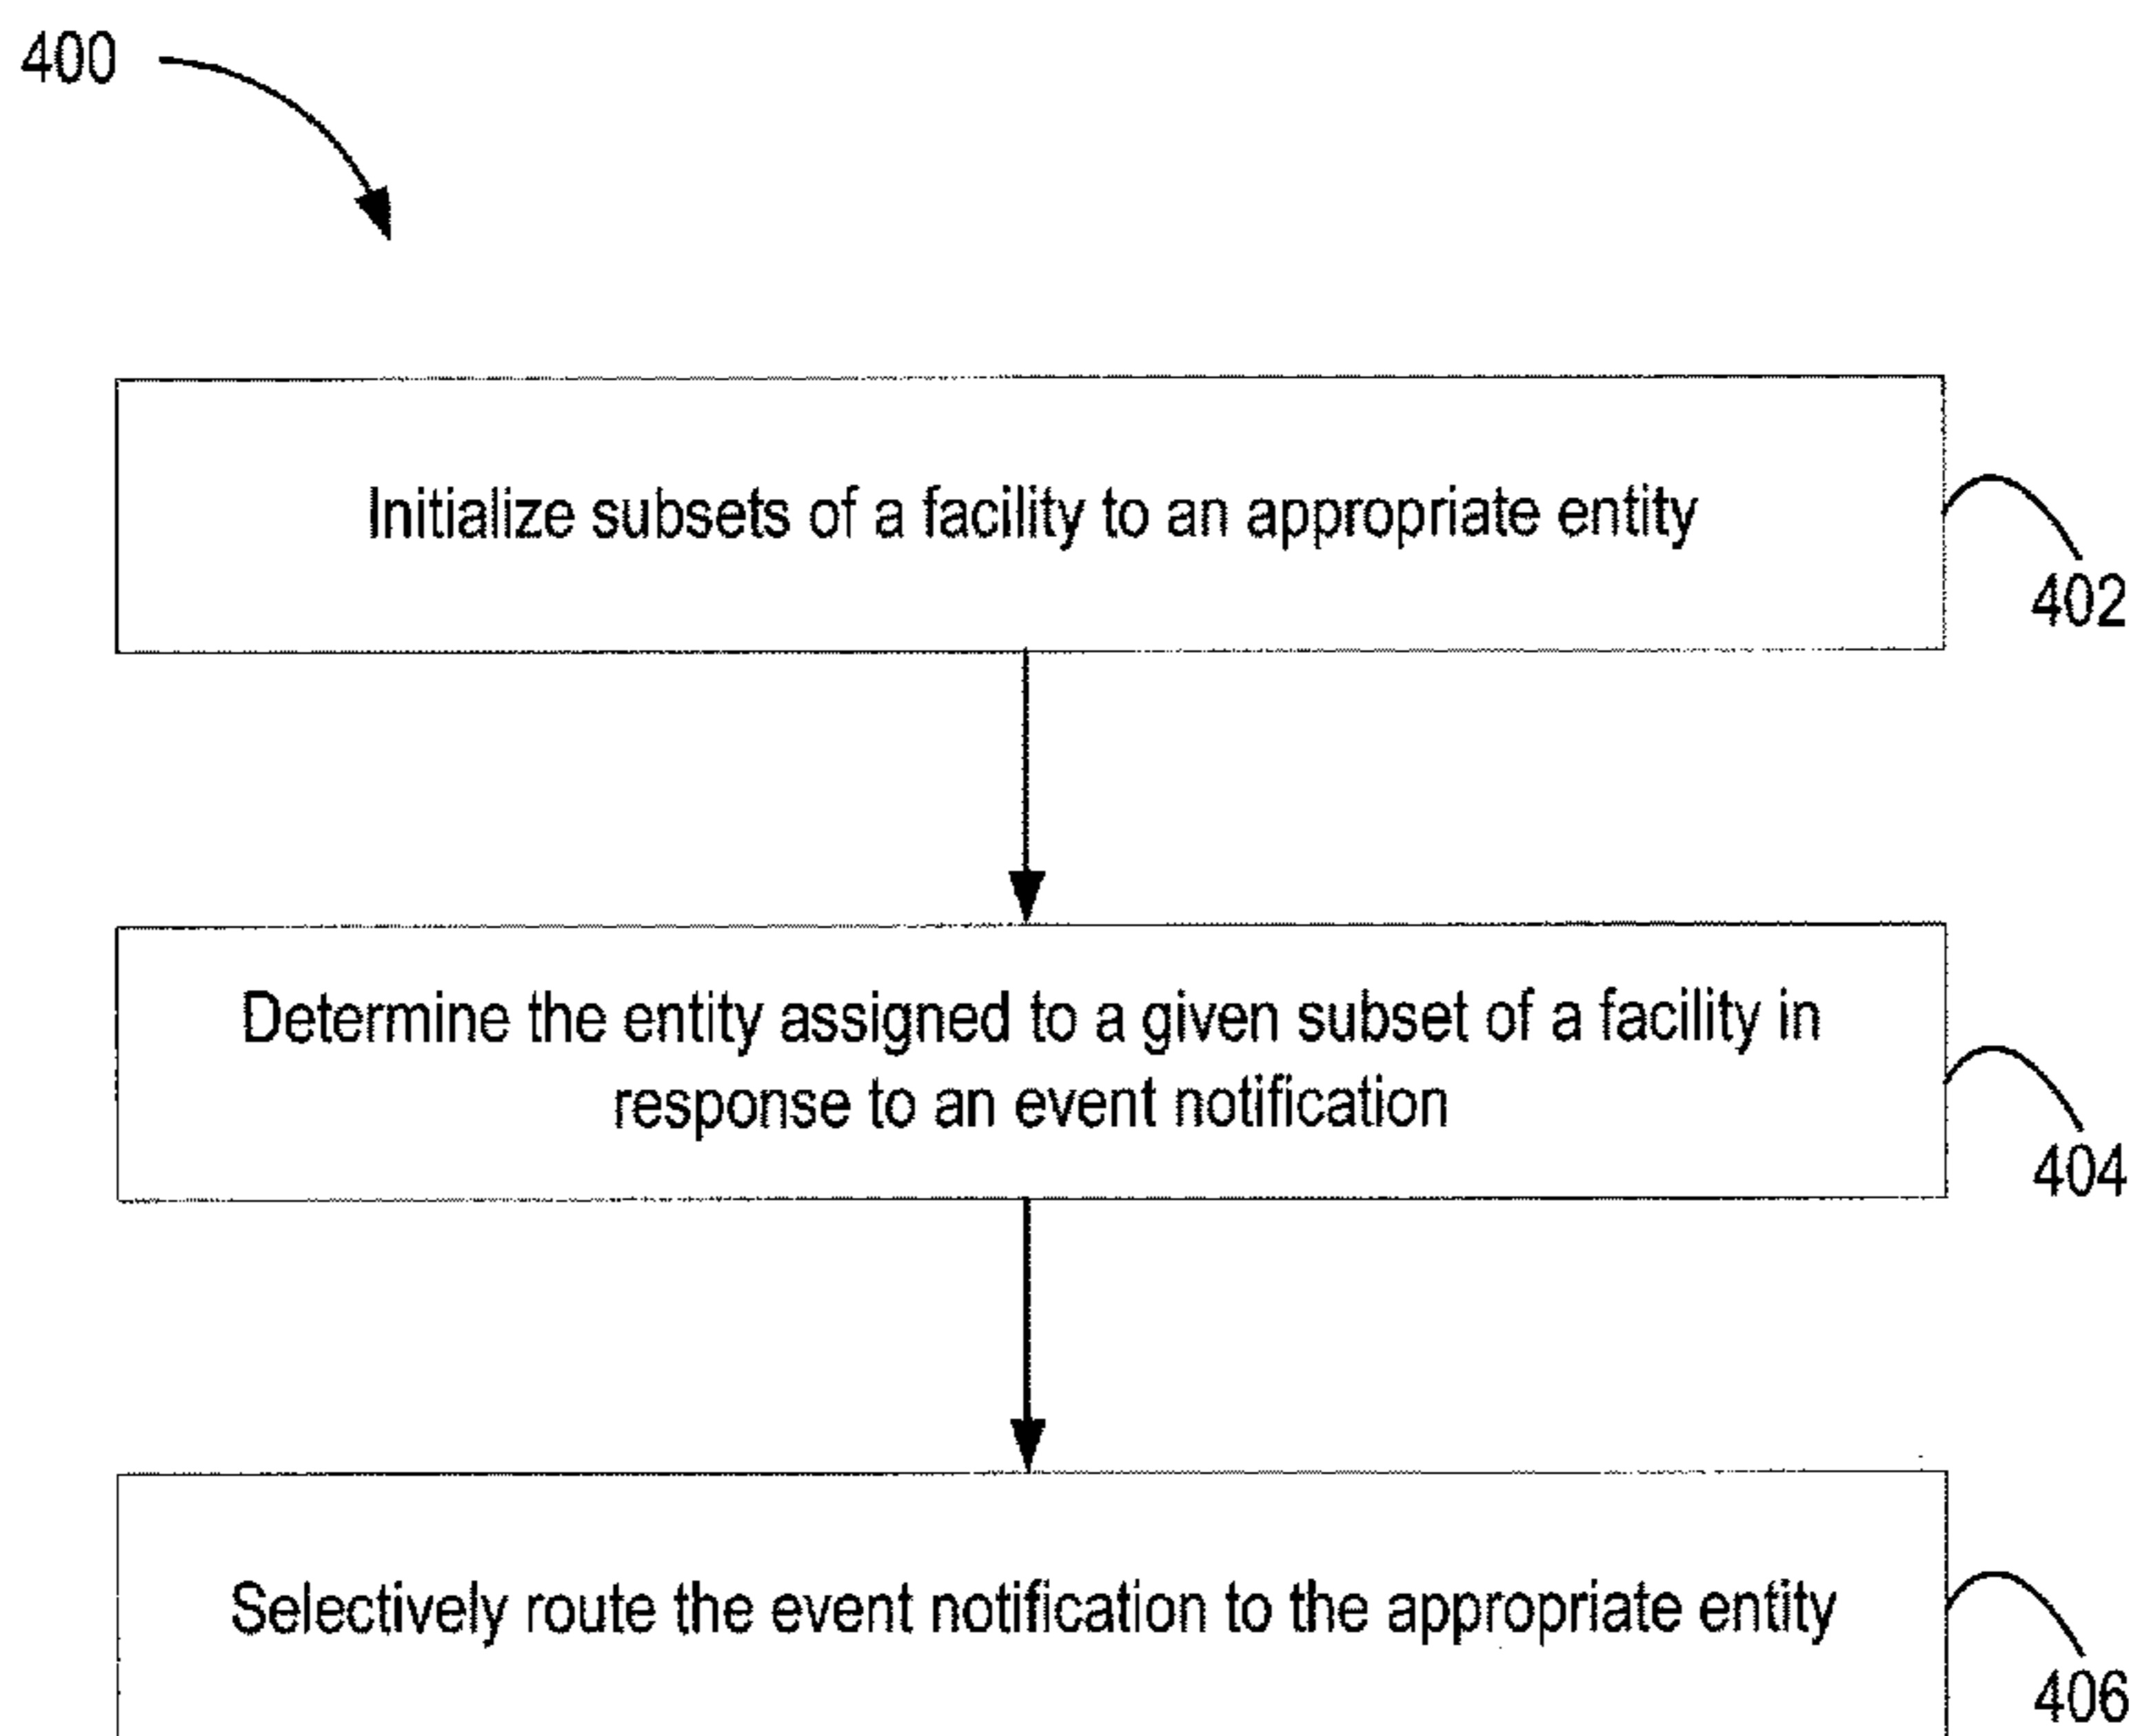 400
Initialize subsets of a facility to an appropriate entity
402
Determine the entity assigned to a given subset of a facility in
response to an event notification
404
Selectively route the event notification to the appropriate entity
406